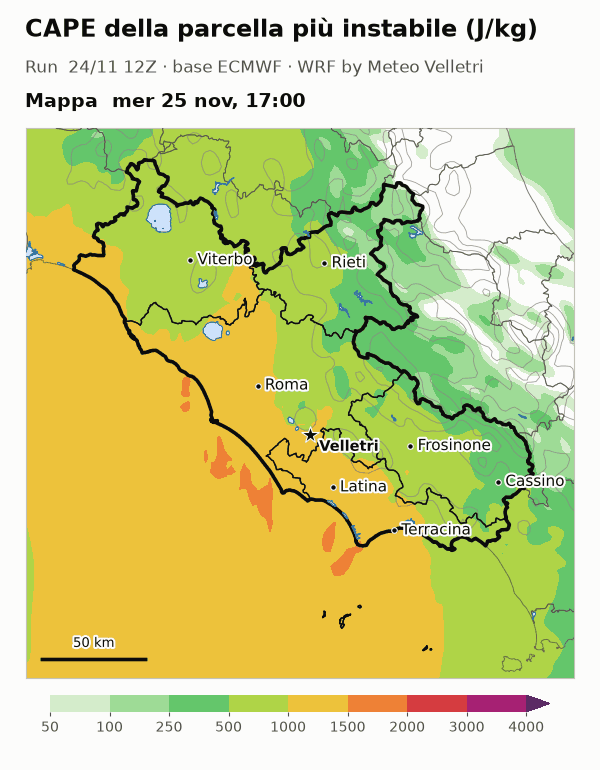 CAPE della parcella più instabile (J/kg)
Run  24/11 12Z · base ECMWF · WRF by Meteo Velletri
Mappa  mer 25 nov, 17:00
Viterbo
Rieti
Roma
Velletri
Frosinone
Latina
Cassino
Terracina
50 km
50 100 250 500 1000 1500 2000 3000 4000